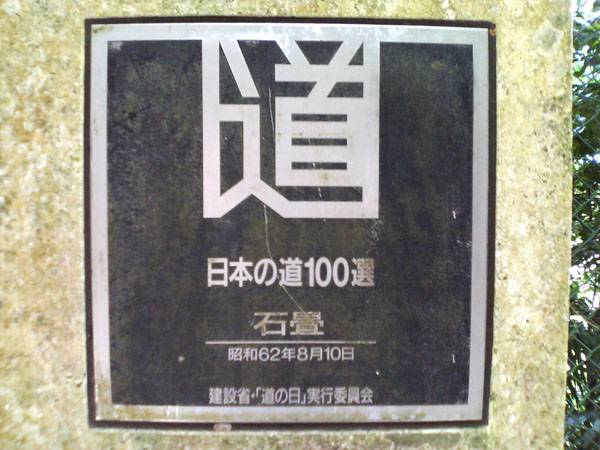 道
日本の道100選
石疊
昭和62年8月10日
建設省・「道の日」実行委員会